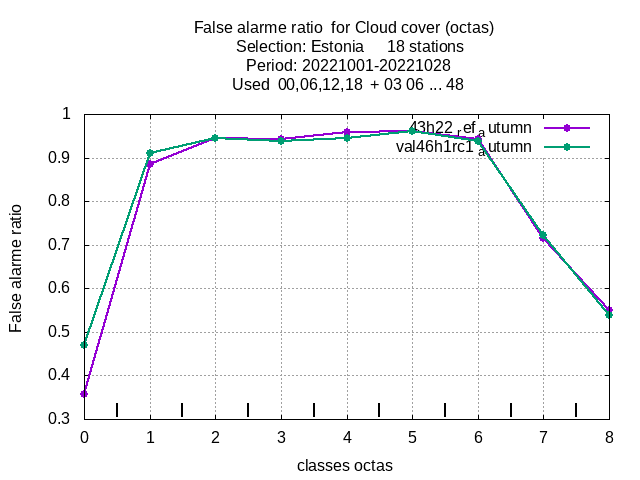 False alarme ratio  for Cloud cover (octas)
Selection: Estonia     18 stations
Period: 20221001-20221028
Used  00,06,12,18  + 03 06 ... 48
43h22_ref_autumn
val46h1rc1_autumn
False alarme ratio
1
0.9
0.8
0.7
0.6
0.5
0.4
0.3
0 1 2 3 4 5 6 7 8
classes octas